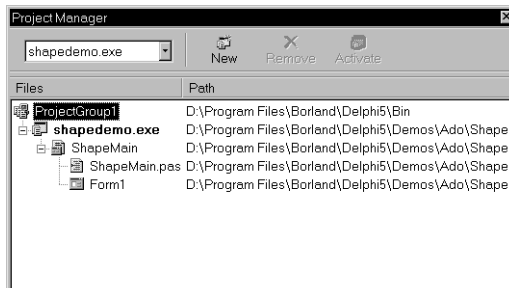 Project Manager
shapedemo.exe
New Remove Activate
Files Path
ProjectGroup1 D:\Program Files\Borland\Delphi5\Bin
shapedemo.exe D:\Program Files\Borland\Delphi5\Demos\Ado\Shape
ShapeMain D:\Program Files\Borland\Delphi5\Demos\Ado\Shape
ShapeMain.pas D:\Program Files\Borland\Delphi5\Demos\Ado\Shape
Form1 D:\Program Files\Borland\Delphi5\Demos\Ado\Shape